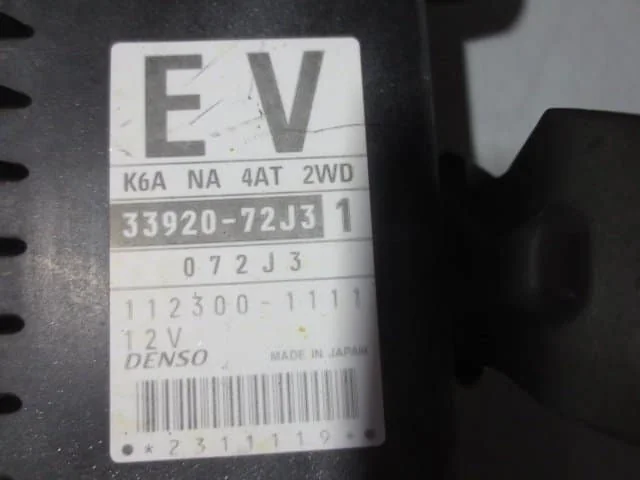 EV
K6A NA 4AT 2WD
33920-72J3 1
072J3
112300-1111
12V
DENSO MADE IN JAPAN
*2311119*